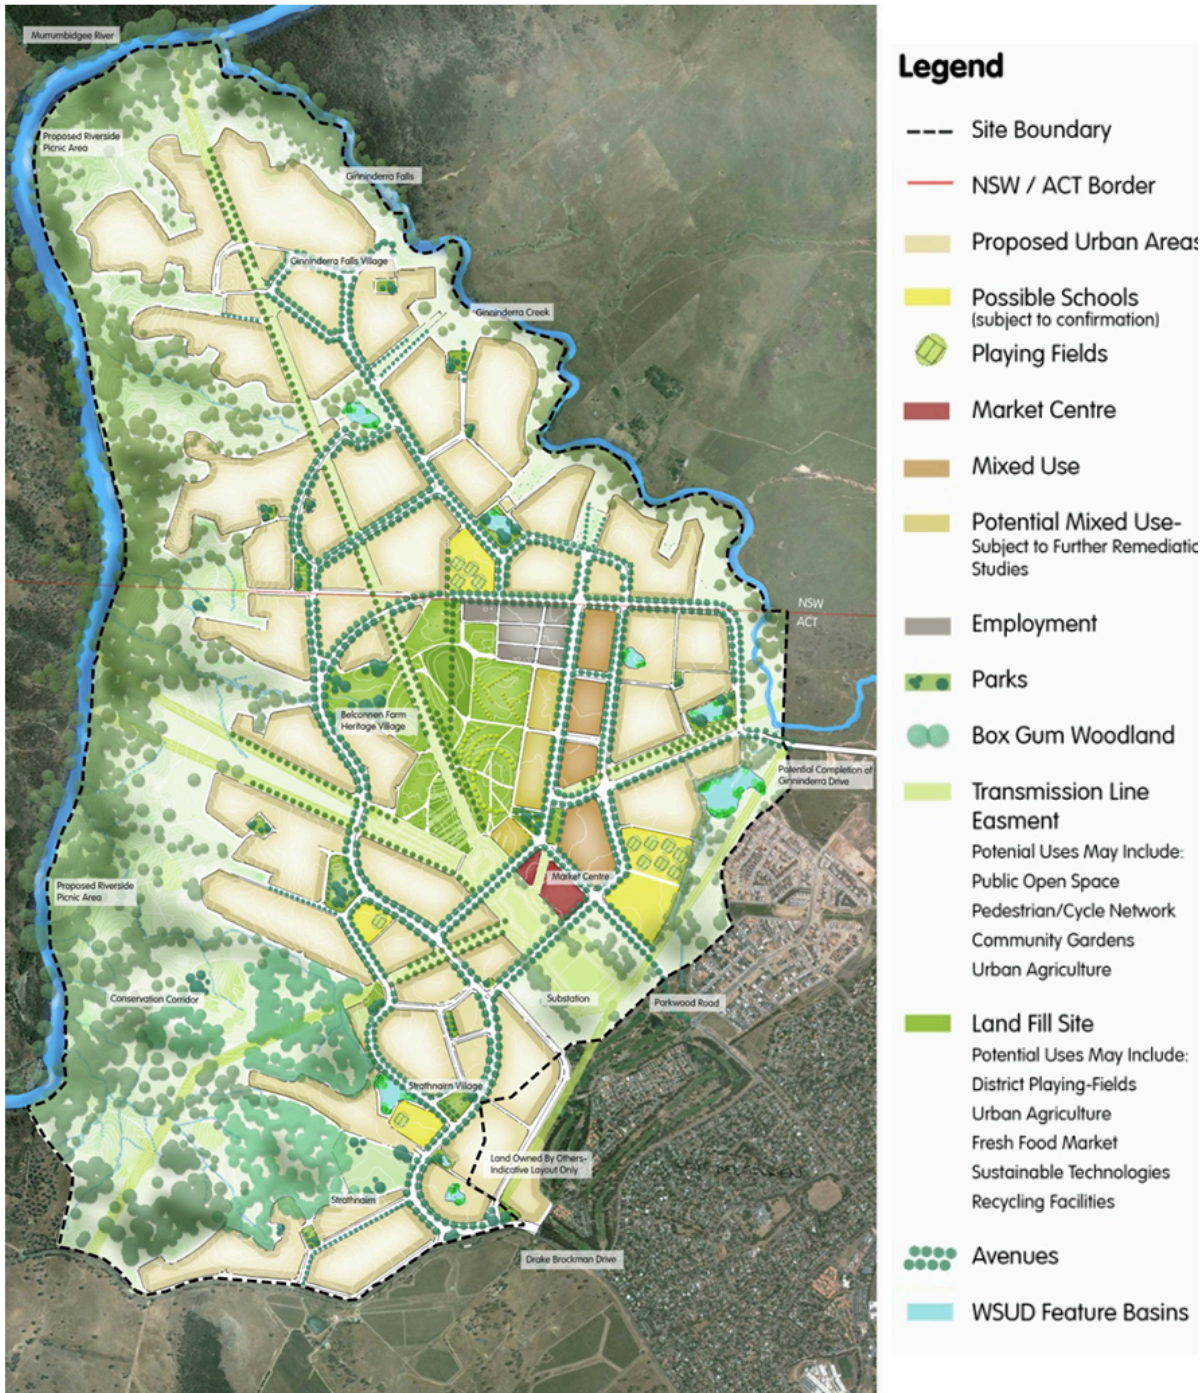 Murrumbidgee River
Proposed Riverside
Picnic Area
Ginninderra Falls
Ginninderra Falls Village
Ginninderra Creek
NSW
ACT
Belconnen Farm
Heritage Village
Potential Completion of
Ginninderra Drive
Market Centre
Proposed Riverside
Picnic Area
Conservation Corridor
Substation
Parkwood Road
Strathnairn Village
Land Owned By Others-
Indicative Layout Only
Strathnairn
Drake Brockman Drive
Legend
Site Boundary
NSW / ACT Border
Proposed Urban Areas
Possible Schools
(subject to confirmation)
Playing Fields
Market Centre
Mixed Use
Potential Mixed Use-
Subject to Further Remediatio
Studies
Employment
Parks
Box Gum Woodland
Transmission Line
Easment
Potenial Uses May Include:
Public Open Space
Pedestrian/Cycle Network
Community Gardens
Urban Agriculture
Land Fill Site
Potential Uses May Include:
District Playing-Fields
Urban Agriculture
Fresh Food Market
Sustainable Technologies
Recycling Facilities
Avenues
WSUD Feature Basins